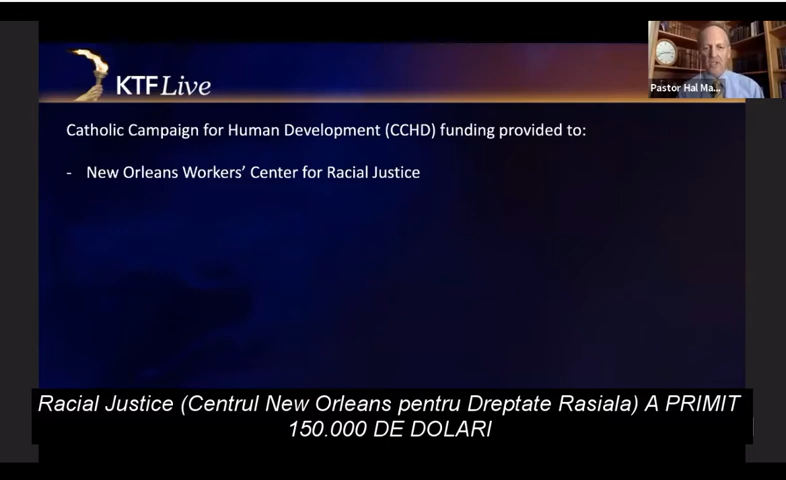 KTF Live
Pastor Hal Ma...
Catholic Campaign for Human Development (CCHD) funding provided to:
- New Orleans Workers' Center for Racial Justice
Racial Justice (Centrul New Orleans pentru Dreptate Rasiala) A PRIMIT
150.000 DE DOLARI